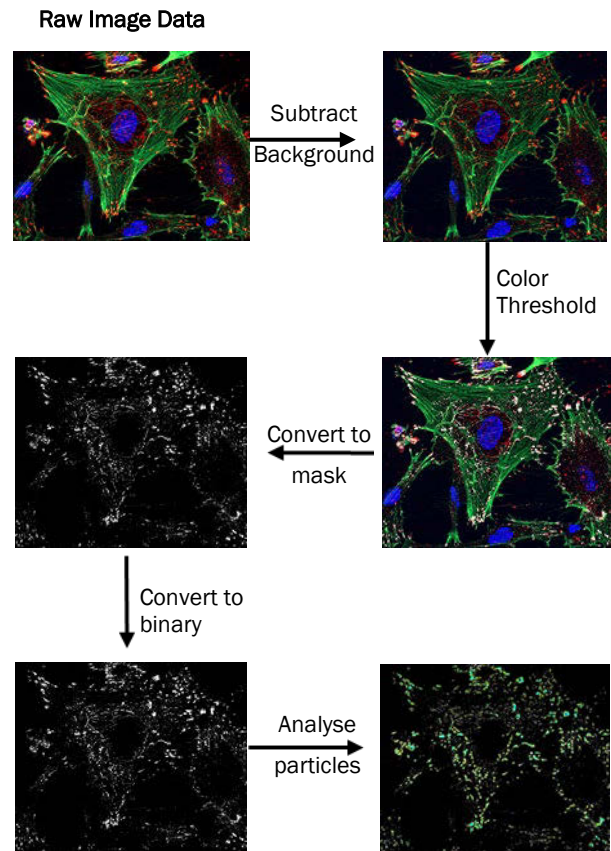 Raw Image Data
Subtract
Background
Color
Threshold
Convert to
mask
Convert to
binary
Analyse
particles